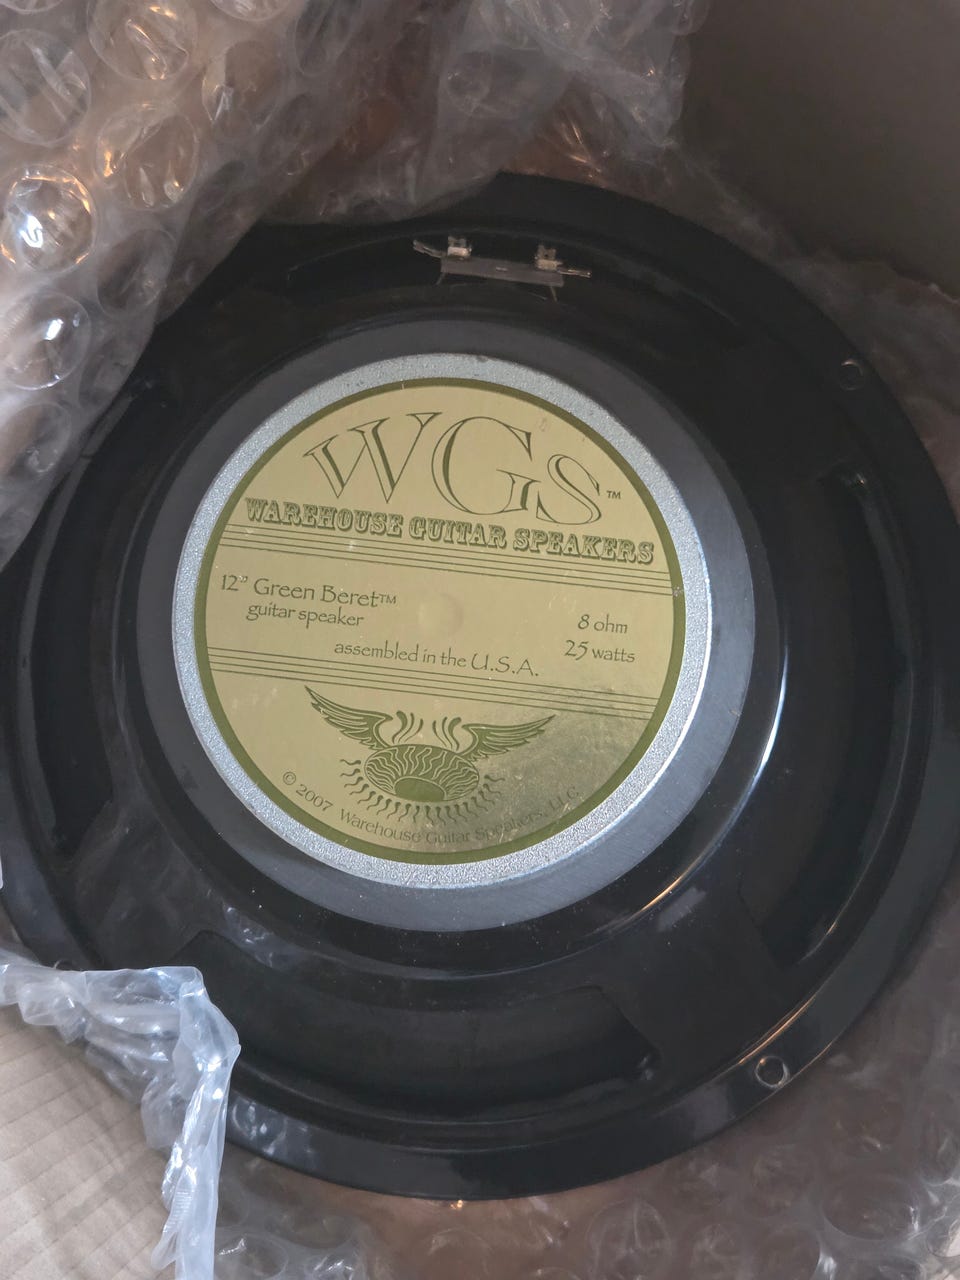 WGS™
WAREHOUSE GUITAR SPEAKERS
12" Green Beret™
guitar speaker
8 ohm
25 watts
assembled in the U.S.A.
© 2007 Warehouse Guitar Speakers, LLC